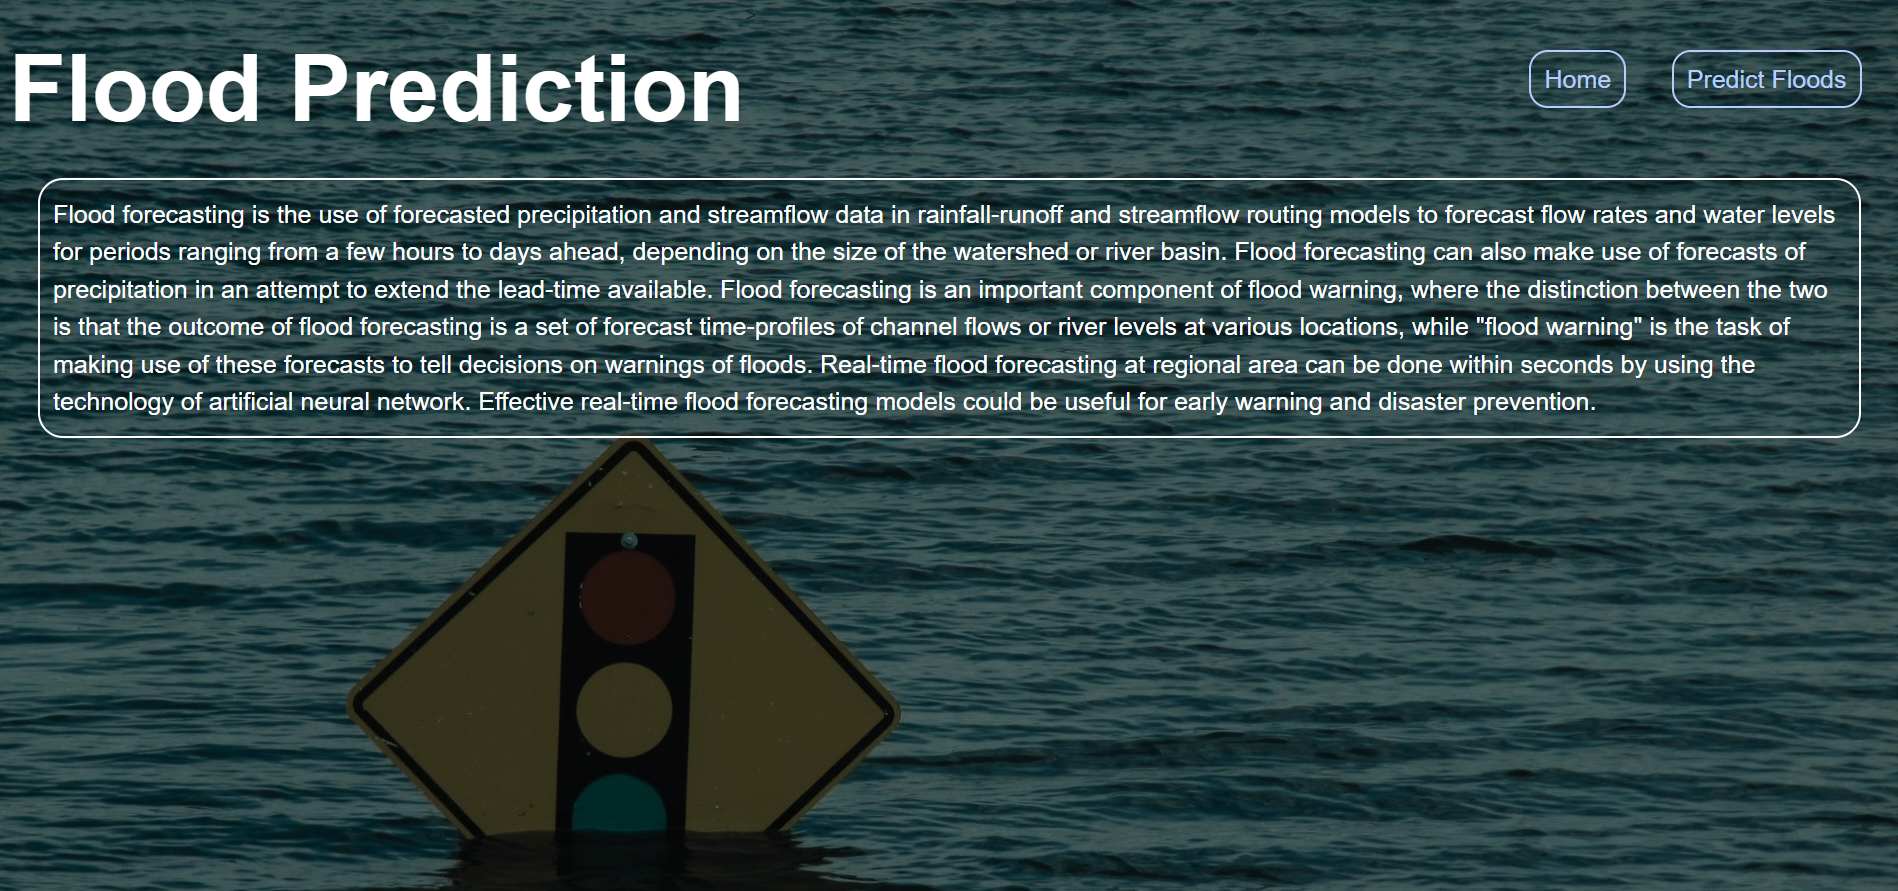 Flood Prediction
Home
Predict Floods
Flood forecasting is the use of forecasted precipitation and streamflow data in rainfall-runoff and streamflow routing models to forecast flow rates and water levels
for periods ranging from a few hours to days ahead, depending on the size of the watershed or river basin. Flood forecasting can also make use of forecasts of
precipitation in an attempt to extend the lead-time available. Flood forecasting is an important component of flood warning, where the distinction between the two
is that the outcome of flood forecasting is a set of forecast time-profiles of channel flows or river levels at various locations, while "flood warning" is the task of
making use of these forecasts to tell decisions on warnings of floods. Real-time flood forecasting at regional area can be done within seconds by using the
technology of artificial neural network. Effective real-time flood forecasting models could be useful for early warning and disaster prevention.